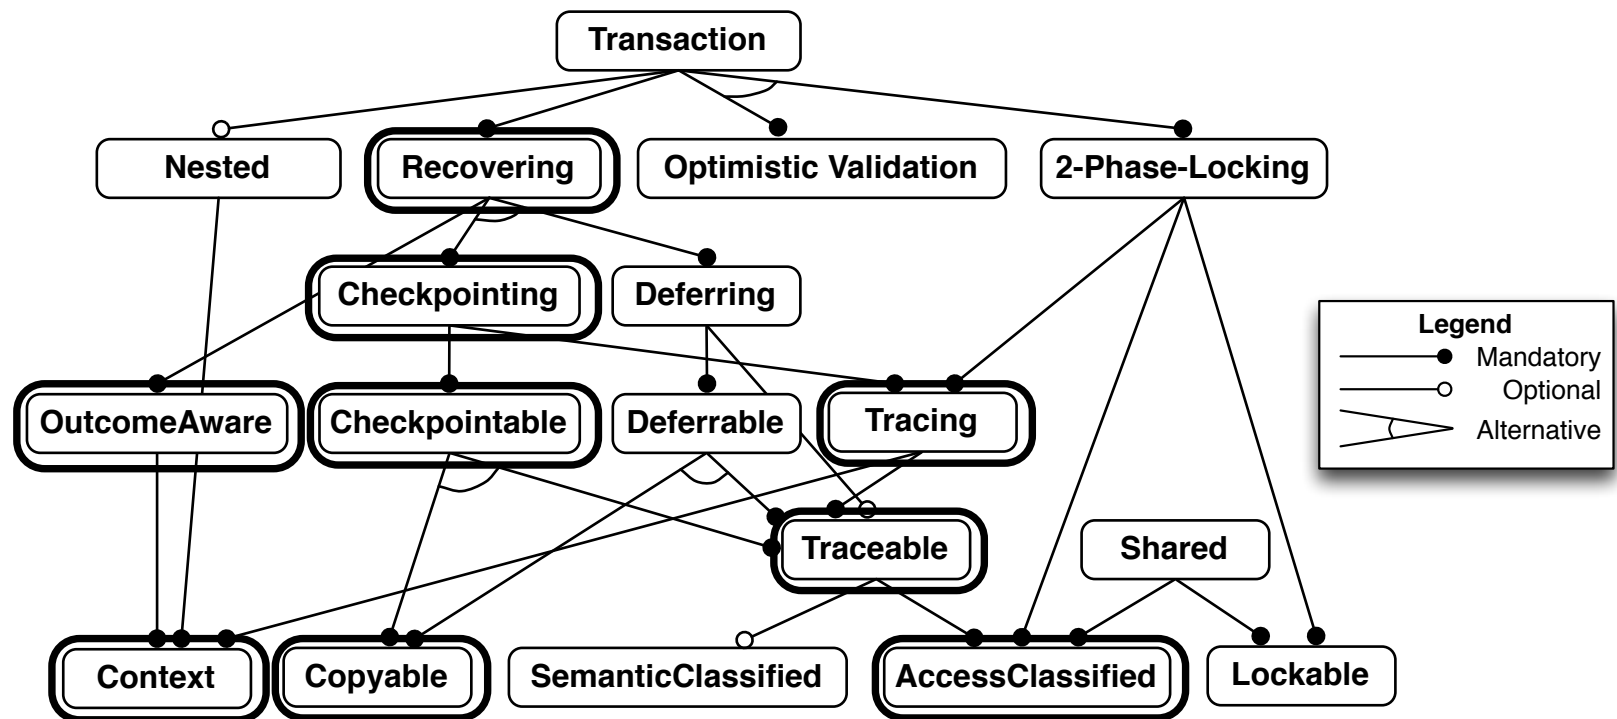 Transaction
Nested
Recovering
Optimistic Validation
2-Phase-Locking
Checkpointing
Deferring
Legend
Mandatory
Optional
Alternative
OutcomeAware
Checkpointable
Deferrable
Tracing
Traceable
Shared
Context
Copyable
SemanticClassified
AccessClassified
Lockable